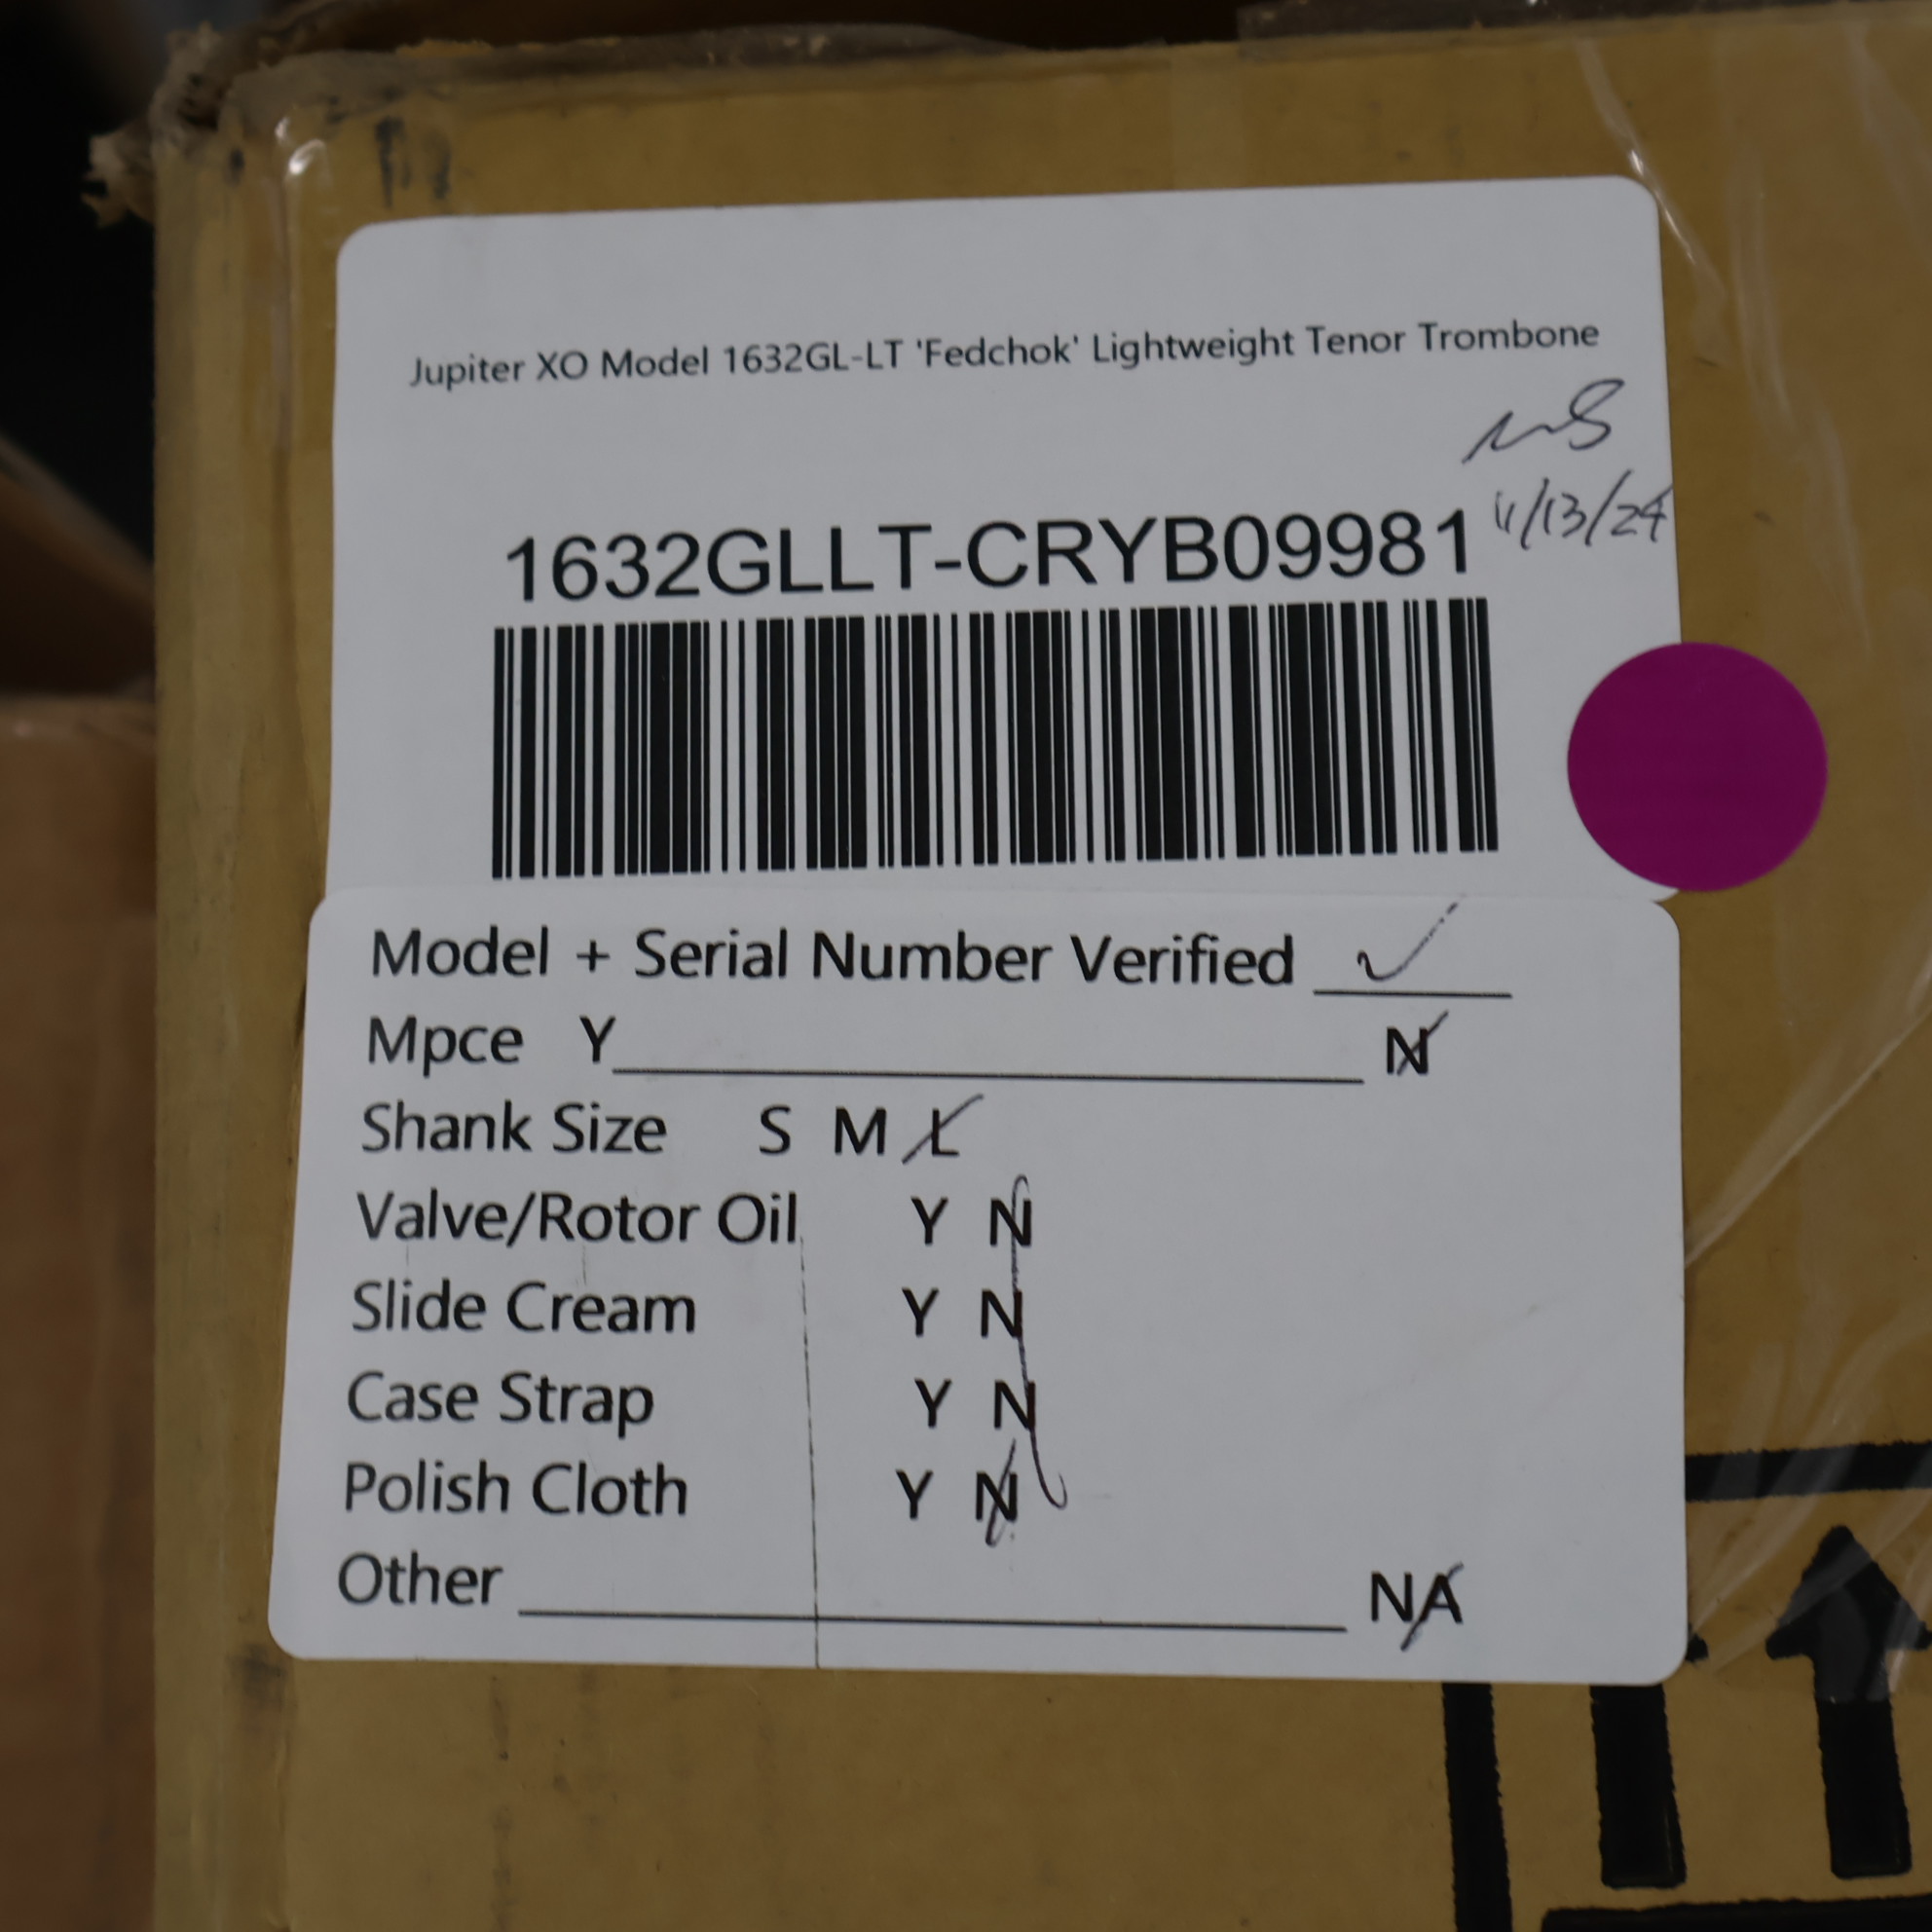 Jupiter XO Model 1632GL-LT 'Fedchok' Lightweight Tenor Trombone
11/13/24
1632GLLT-CRYB09981
Model + Serial Number Verified ✓
Mpce Y N
Shank Size S M L
Valve/Rotor Oil Y N
Slide Cream Y N
Case Strap Y N
Polish Cloth Y N
Other NA